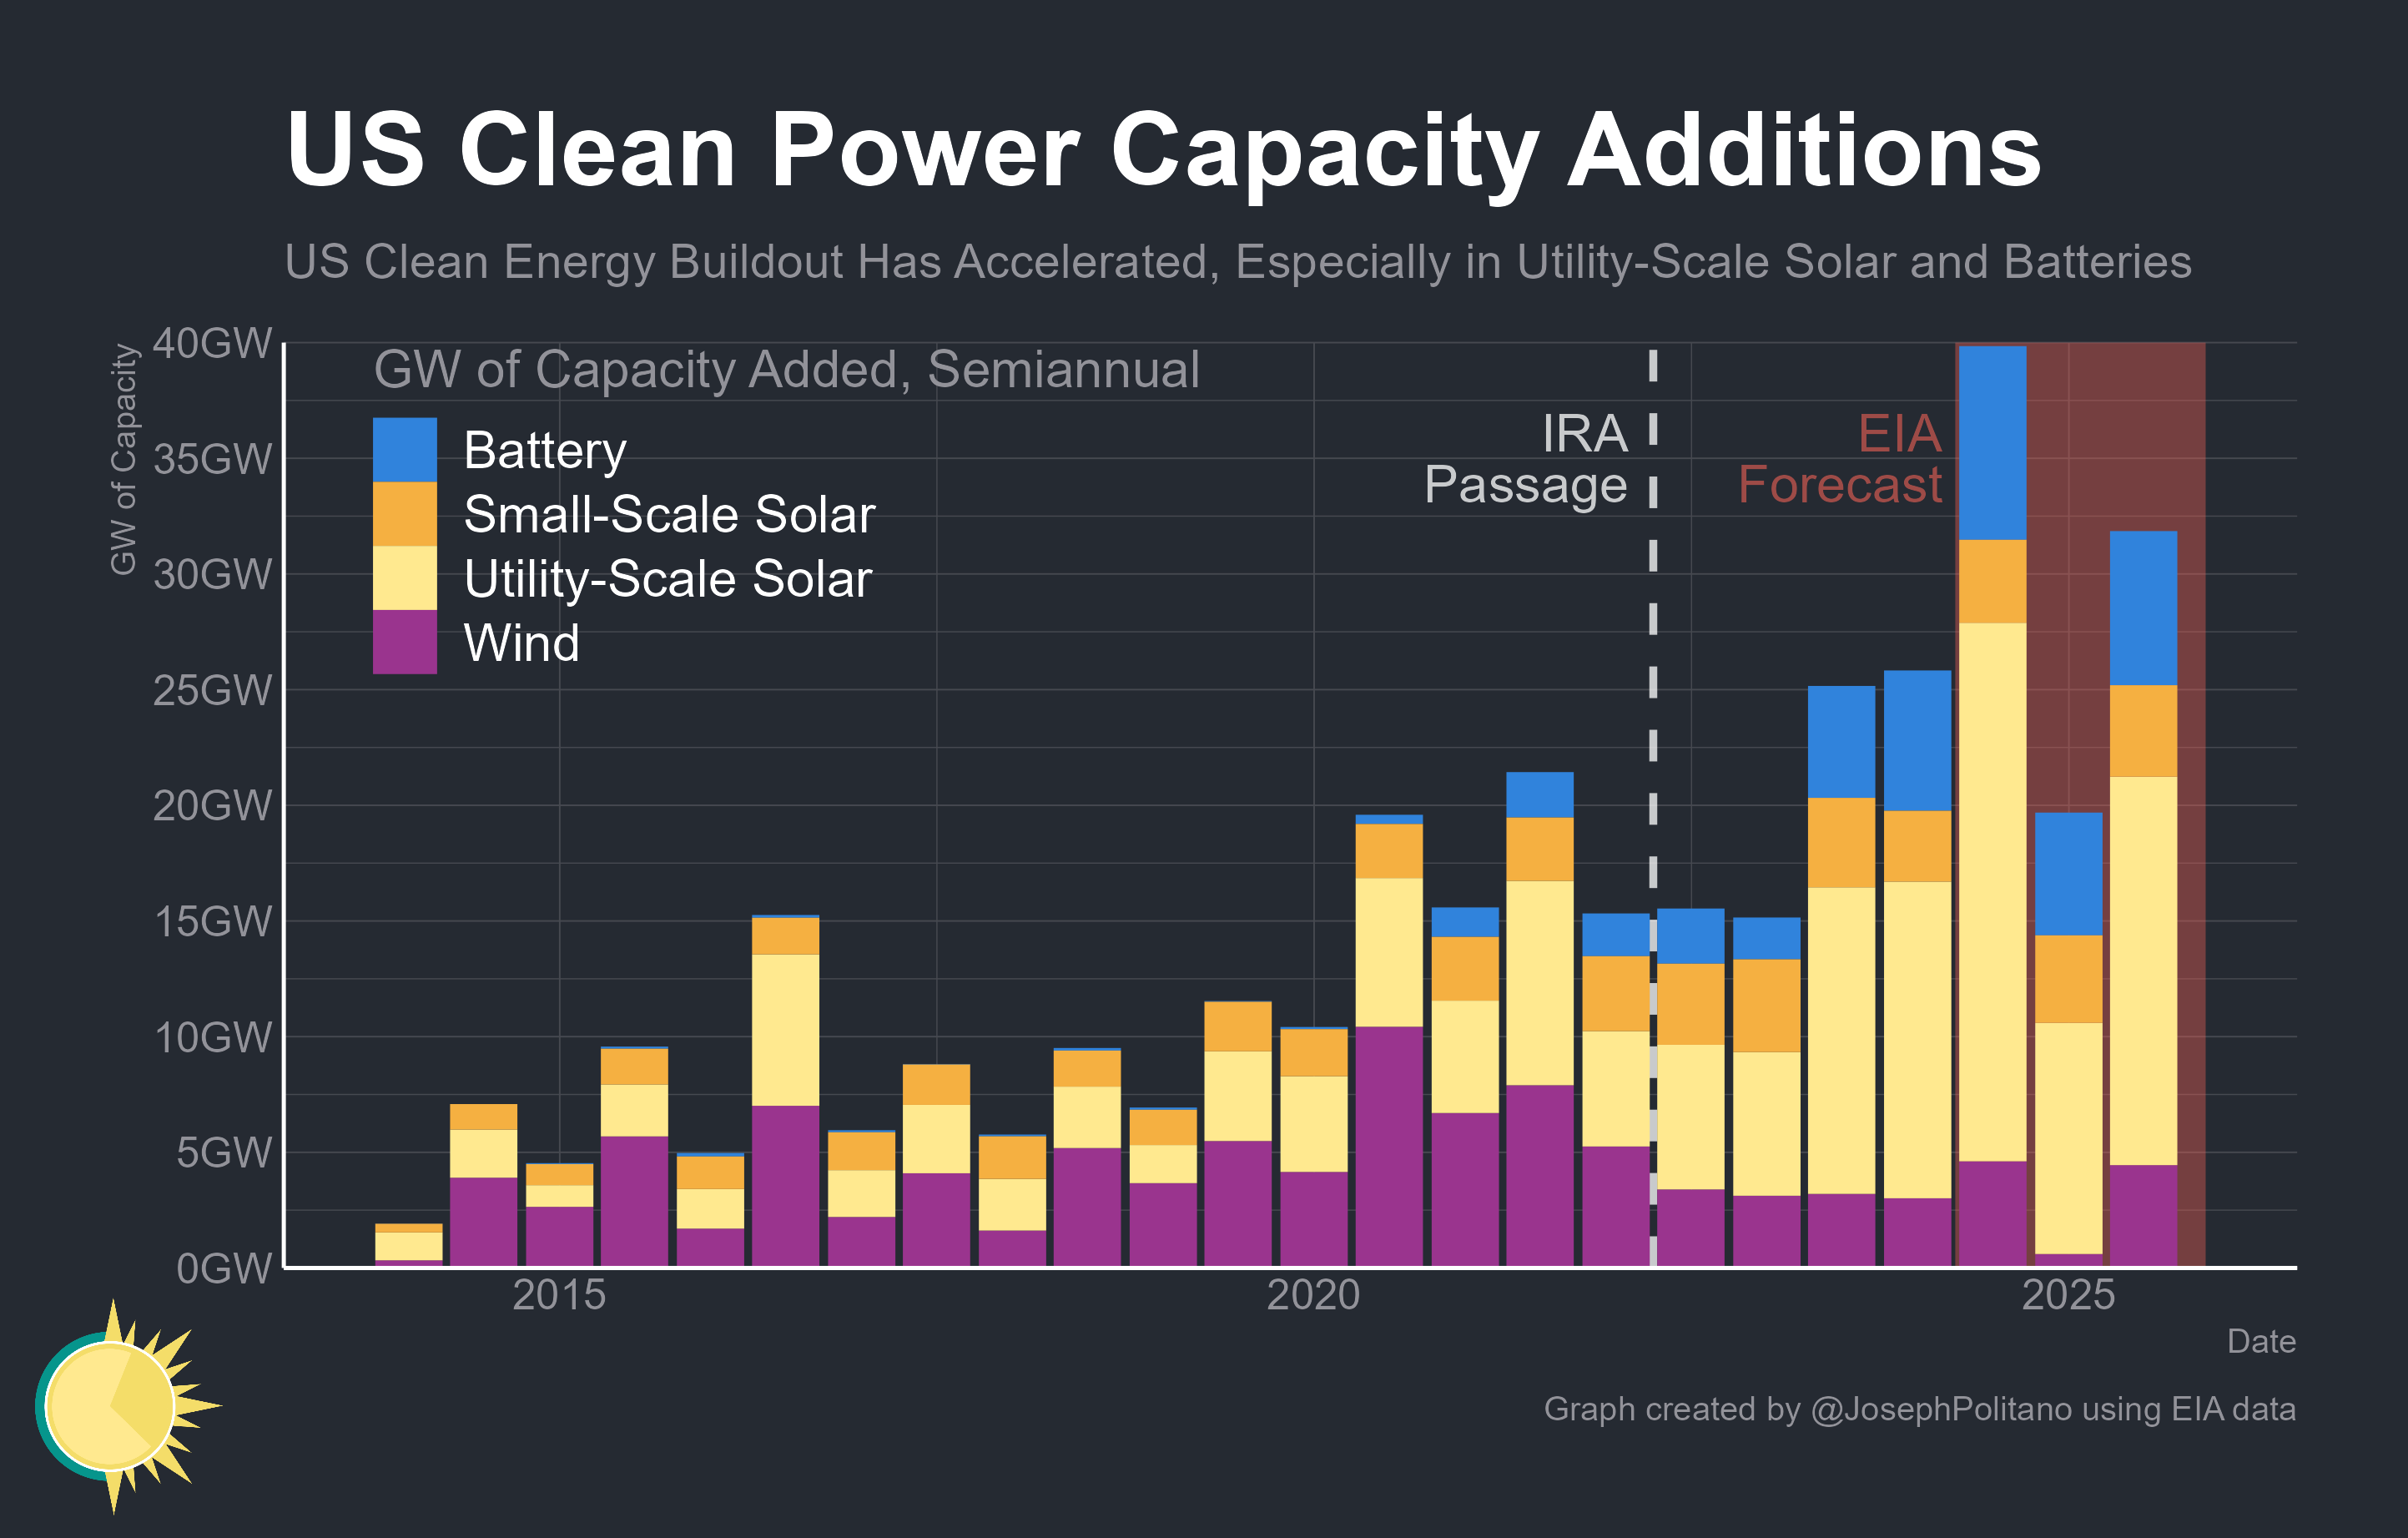 US Clean Power Capacity Additions
US Clean Energy Buildout Has Accelerated, Especially in Utility-Scale Solar and Batteries
GW of Capacity
40GW
35GW
30GW
25GW
20GW
15GW
10GW
5GW
0GW
GW of Capacity Added, Semiannual
Battery
Small-Scale Solar
Utility-Scale Solar
Wind
IRA
Passage
EIA
Forecast
2015
2020
2025
Date
Graph created by @JosephPolitano using EIA data